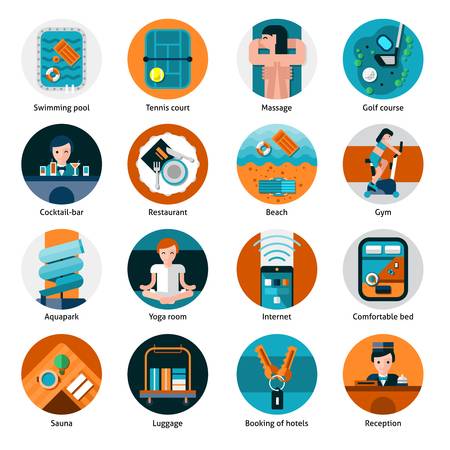 Swimming pool
Tennis court
Massage
Golf course
Cocktail-bar
Restaurant
Beach
Gym
Aquapark
Yoga room
Internet
Comfortable bed
Sauna
Luggage
Booking of hotels
Reception